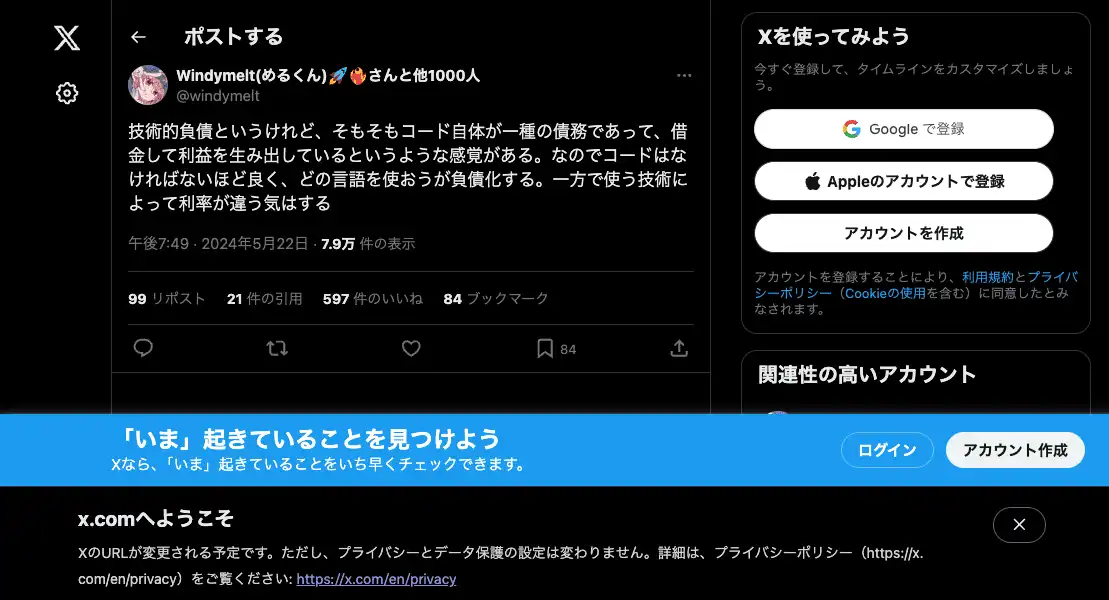 ポストする
Windymelt(めるくん)🚀❤️‍🔥さんと他1000人
@windymelt
技術的負債というけれど、そもそもコード自体が一種の債務であって、借
金して利益を生み出しているというような感覚がある。なのでコードはな
ければないほど良く、どの言語を使おうが負債化する。一方で使う技術に
よって利率が違う気はする
午後7:49 · 2024年5月22日 · 7.9万 件の表示
99 リポスト 21 件の引用 597 件のいいね 84 ブックマーク
84
Xを使ってみよう
今すぐ登録して、タイムラインをカスタマイズしましょ
う。
Google で登録
Appleのアカウントで登録
アカウントを作成
アカウントを登録することにより、利用規約とプライバ
シーポリシー（Cookieの使用を含む）に同意したとみ
なされます。
関連性の高いアカウント
「いま」起きていることを見つけよう
Xなら、「いま」起きていることをいち早くチェックできます。
ログイン
アカウント作成
x.comへようこそ
XのURLが変更される予定です。ただし、プライバシーとデータ保護の設定は変わりません。詳細は、プライバシーポリシー（https://x.
com/en/privacy）をご覧ください: https://x.com/en/privacy